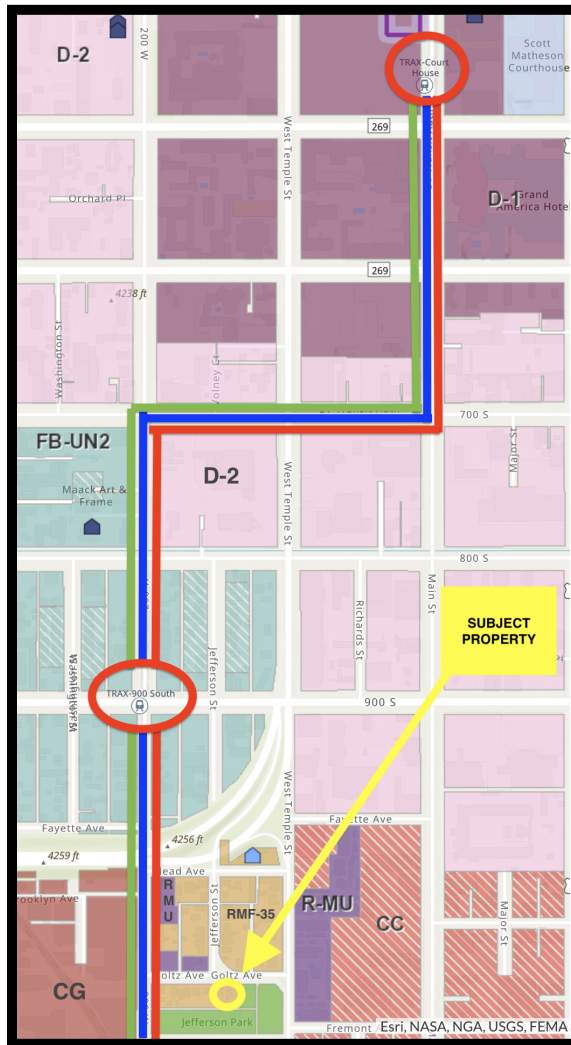 D-2
200 W
TRAX-Court
House
Scott
Matheson
Courthouse
269
West Temple St
Orchard Pl
D-1
Grand
America Hotel
269
4238 ft
Washington St
Volney Ct
700 S
FB-UN2
Maack Art &
Frame
D-2
West Temple St
Major St
800 S
Main St
SUBJECT
PROPERTY
Jefferson St
Richards St
TRAX-900 South
900 S
West Temple St
Fayette Ave
Fayette Ave
4256 ft
4259 ft
Mead Ave
Brooklyn Ave
R
M
U
Jefferson St
RMF-35
R-MU
CC
Major St
Goltz Ave
Goltz Ave
CG
Jefferson Park
Fremont
Esri, NASA, NGA, USGS, FEMA